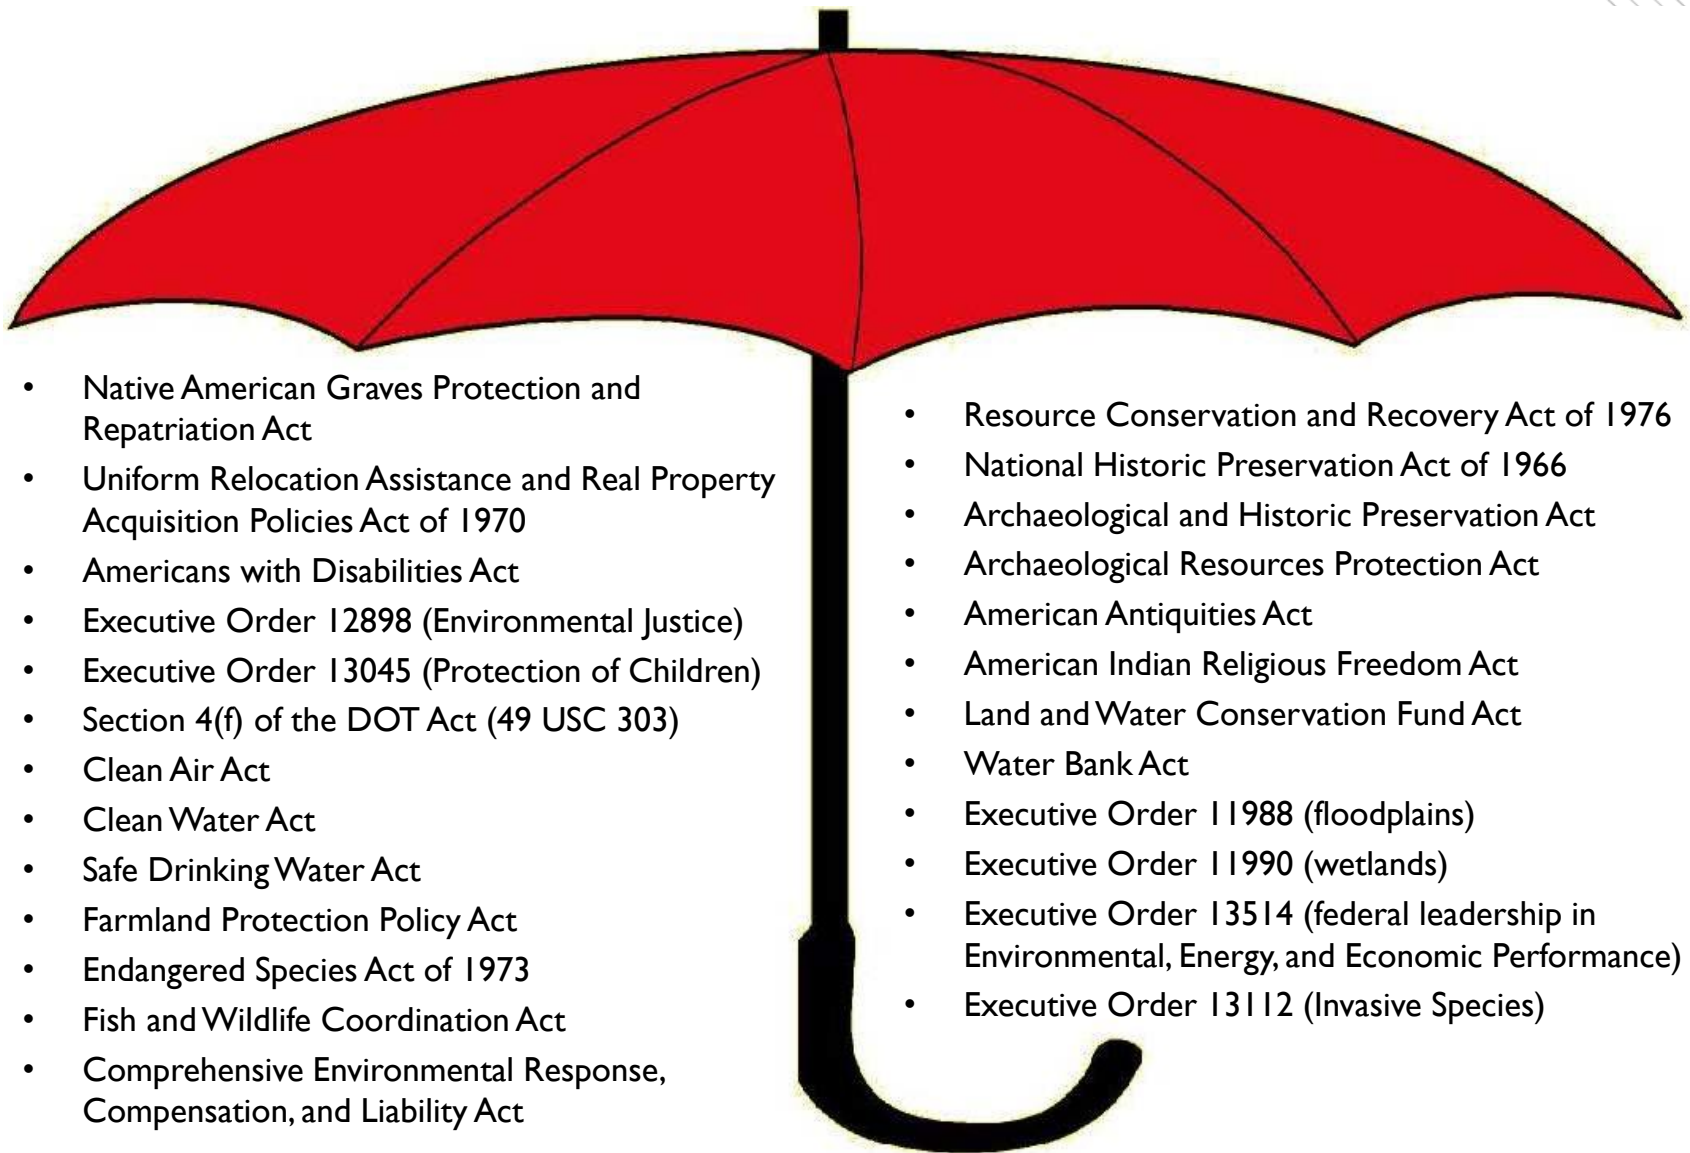 • Native American Graves Protection and
Repatriation Act
• Uniform Relocation Assistance and Real Property
Acquisition Policies Act of 1970
• Americans with Disabilities Act
• Executive Order 12898 (Environmental Justice)
• Executive Order 13045 (Protection of Children)
• Section 4(f) of the DOT Act (49 USC 303)
• Clean Air Act
• Clean Water Act
• Safe Drinking Water Act
• Farmland Protection Policy Act
• Endangered Species Act of 1973
• Fish and Wildlife Coordination Act
• Comprehensive Environmental Response,
Compensation, and Liability Act
• Resource Conservation and Recovery Act of 1976
• National Historic Preservation Act of 1966
• Archaeological and Historic Preservation Act
• Archaeological Resources Protection Act
• American Antiquities Act
• American Indian Religious Freedom Act
• Land and Water Conservation Fund Act
• Water Bank Act
• Executive Order 11988 (floodplains)
• Executive Order 11990 (wetlands)
• Executive Order 13514 (federal leadership in
Environmental, Energy, and Economic Performance)
• Executive Order 13112 (Invasive Species)